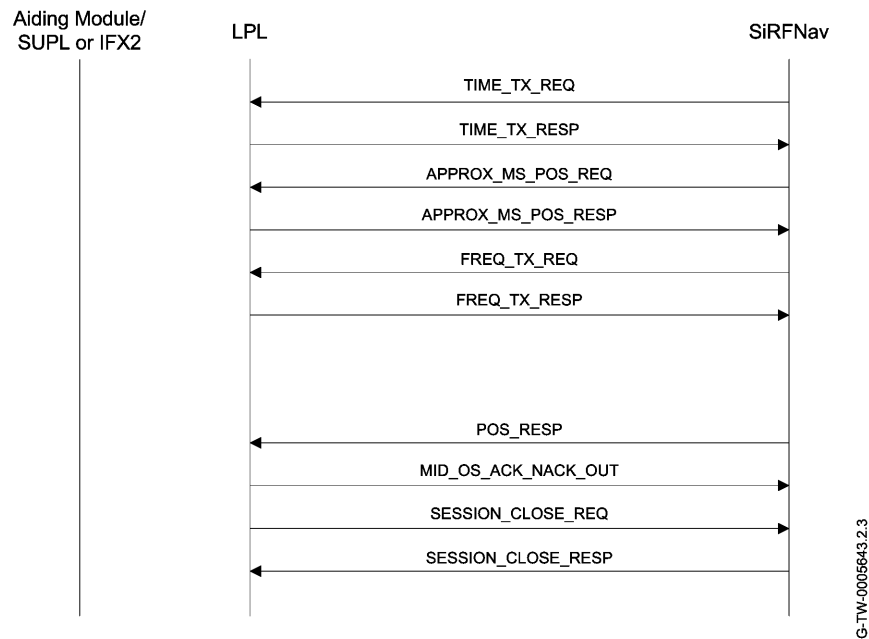 Aiding Module/
SUPL or IFX2
LPL
SiRFNav
TIME_TX_REQ
TIME_TX_RESP
APPROX_MS_POS_REQ
APPROX_MS_POS_RESP
FREQ_TX_REQ
FREQ_TX_RESP
POS_RESP
MID_OS_ACK_NACK_OUT
SESSION_CLOSE_REQ
SESSION_CLOSE_RESP
G-TW-0005643.2.3